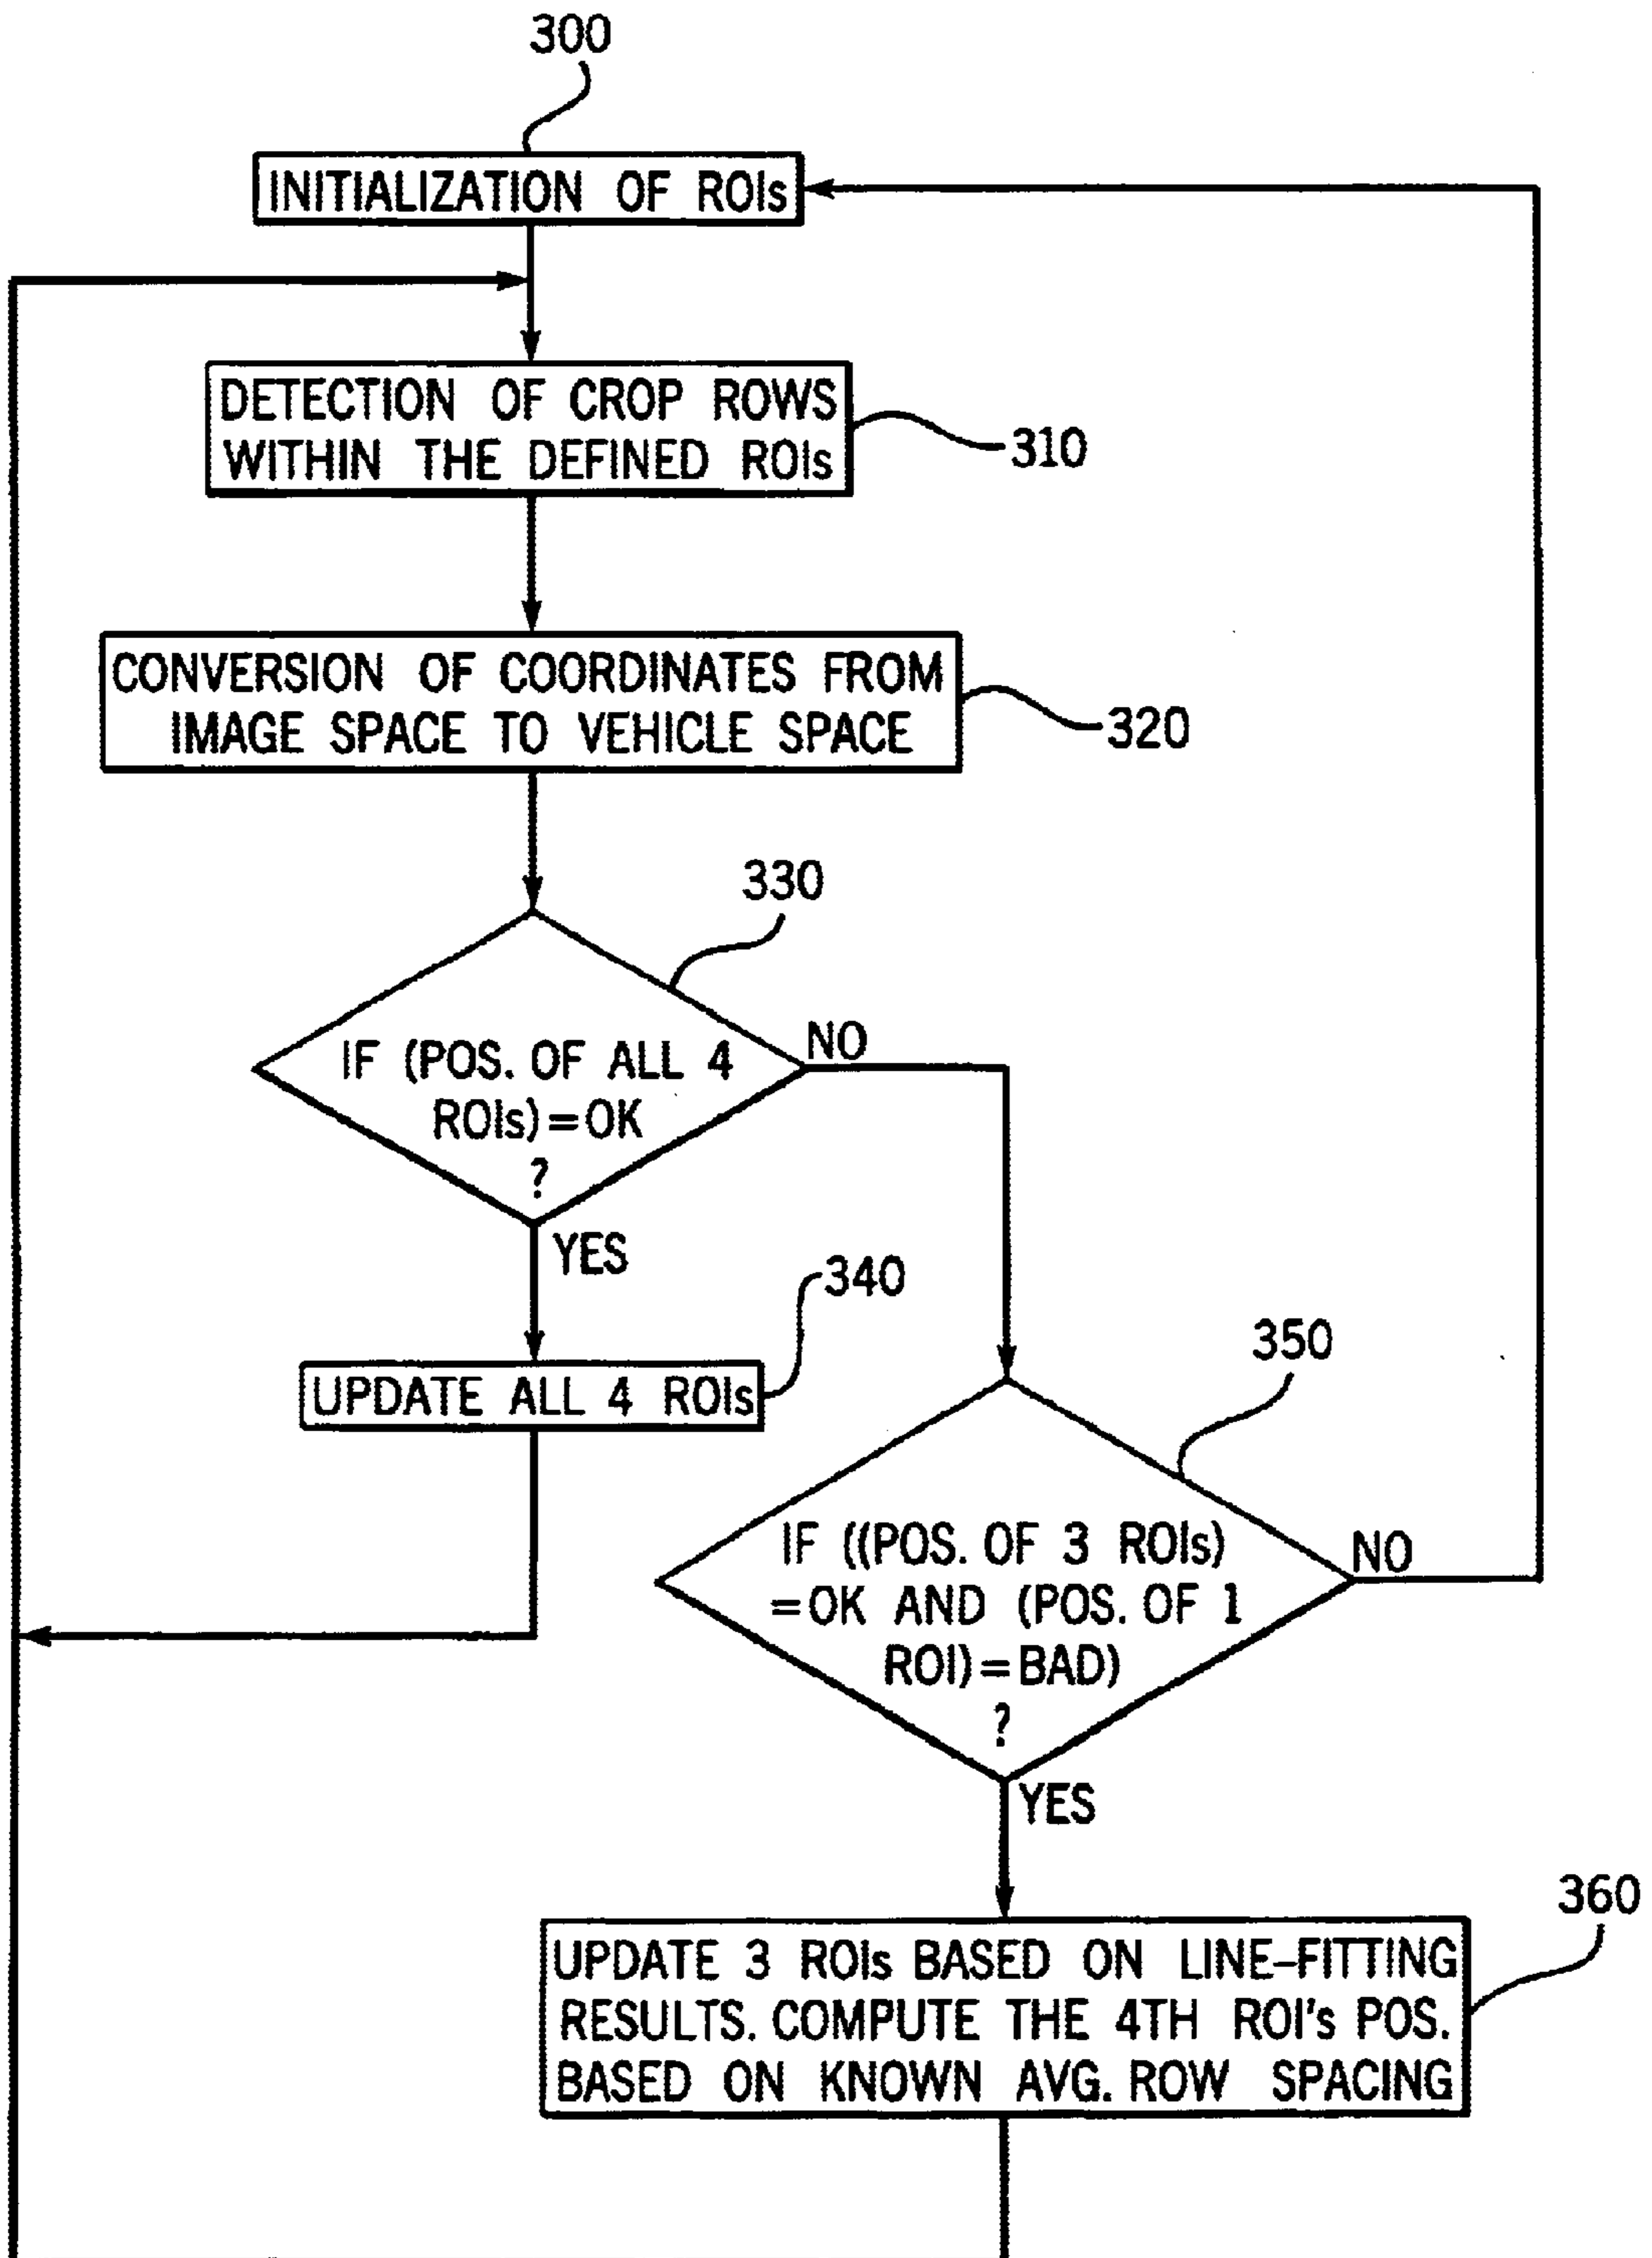 300
INITIALIZATION OF ROIs
DETECTION OF CROP ROWS
WITHIN THE DEFINED ROIs
310
CONVERSION OF COORDINATES FROM
IMAGE SPACE TO VEHICLE SPACE
320
330
IF (POS. OF ALL 4
ROIs)=OK
?
NO
YES
340
UPDATE ALL 4 ROIs
350
IF ((POS. OF 3 ROIs)
=OK AND (POS. OF 1
ROI)=BAD)
?
NO
YES
360
UPDATE 3 ROIs BASED ON LINE-FITTING
RESULTS. COMPUTE THE 4TH ROI's POS.
BASED ON KNOWN AVG. ROW SPACING